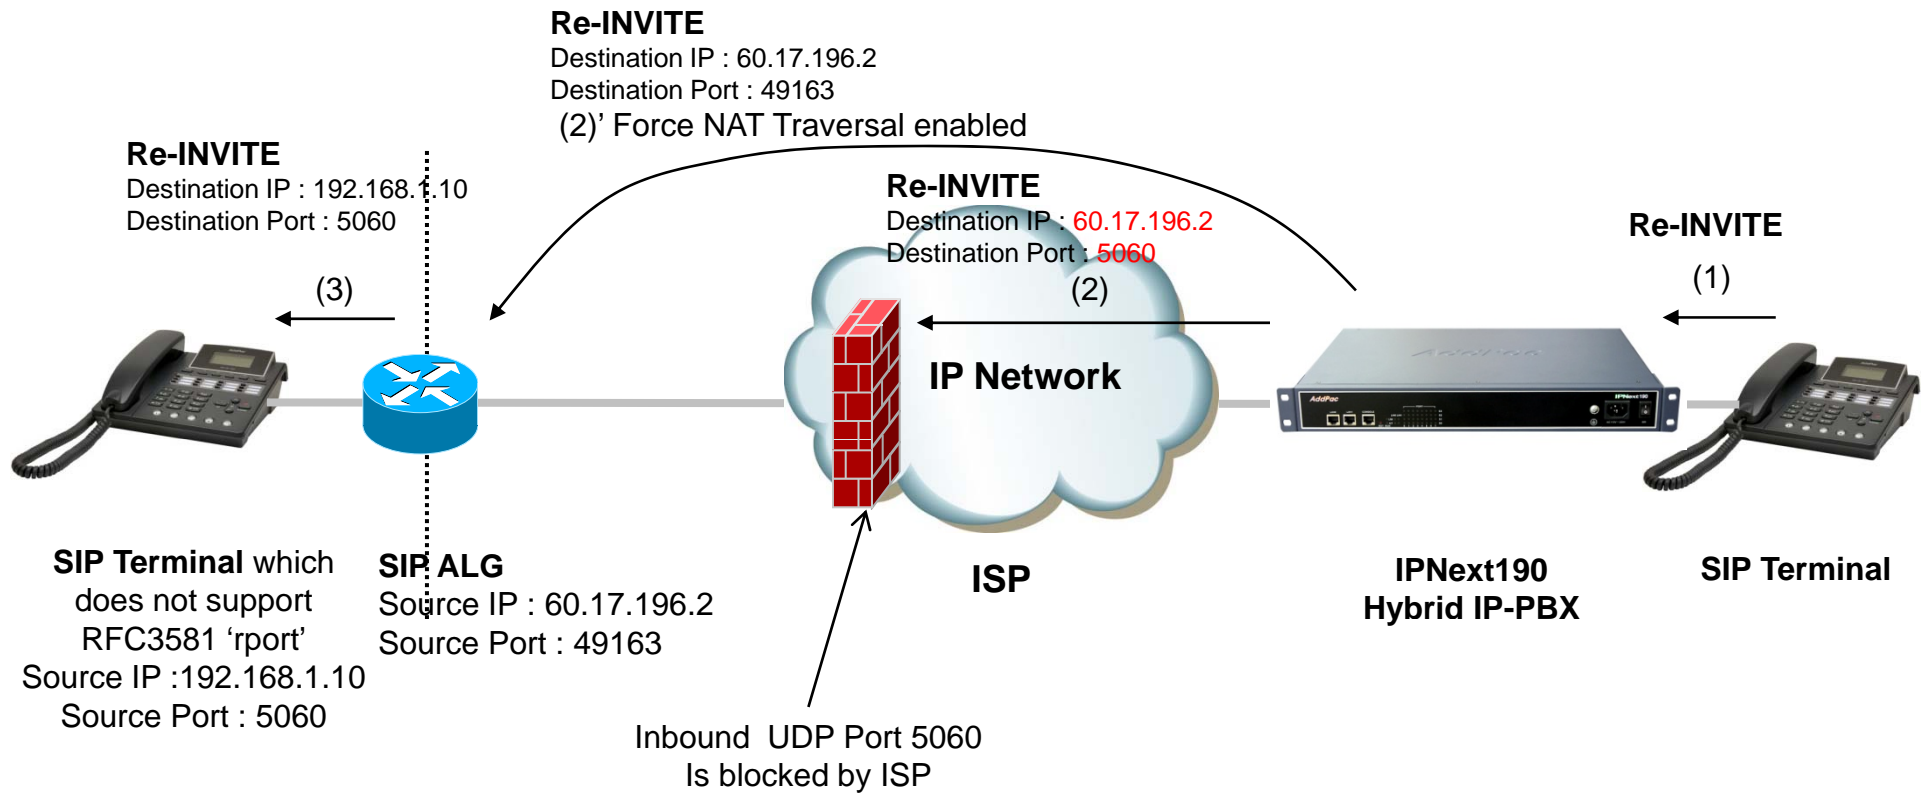 Re-INVITE
Destination IP : 60.17.196.2
Destination Port : 49163
(2)’ Force NAT Traversal enabled
Re-INVITE
Destination IP : 192.168.1.10
Destination Port : 5060
(3)
Re-INVITE
Destination IP : 60.17.196.2
Destination Port : 5060
(2)
Re-INVITE
(1)
IP Network
AddPac
AddPac
IPNext190
SIP Terminal which
does not support
RFC3581 ‘rport’
Source IP :192.168.1.10
Source Port : 5060
SIP ALG
Source IP : 60.17.196.2
Source Port : 49163
ISP
IPNext190
Hybrid IP-PBX
SIP Terminal
Inbound  UDP Port 5060
Is blocked by ISP